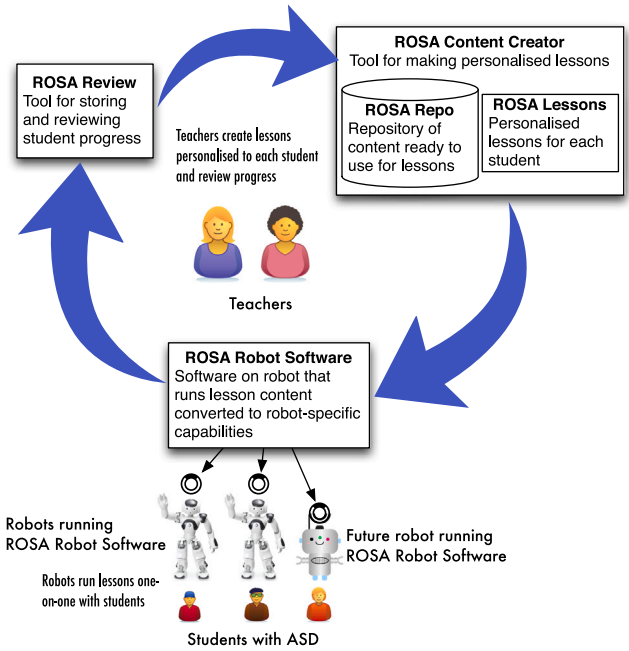 ROSA Review
Tool for storing
and reviewing
student progress
ROSA Content Creator
Tool for making personalised lessons
ROSA Repo
Repository of
content ready to
use for lessons
ROSA Lessons
Personalised
lessons for each
student
Teachers create lessons
personalised to each student
and review progress
Teachers
ROSA Robot Software
Software on robot that
runs lesson content
converted to robot-specific
capabilities
Robots running
ROSA Robot Software
Future robot running
ROSA Robot Software
Robots run lessons one-
on-one with students
Students with ASD